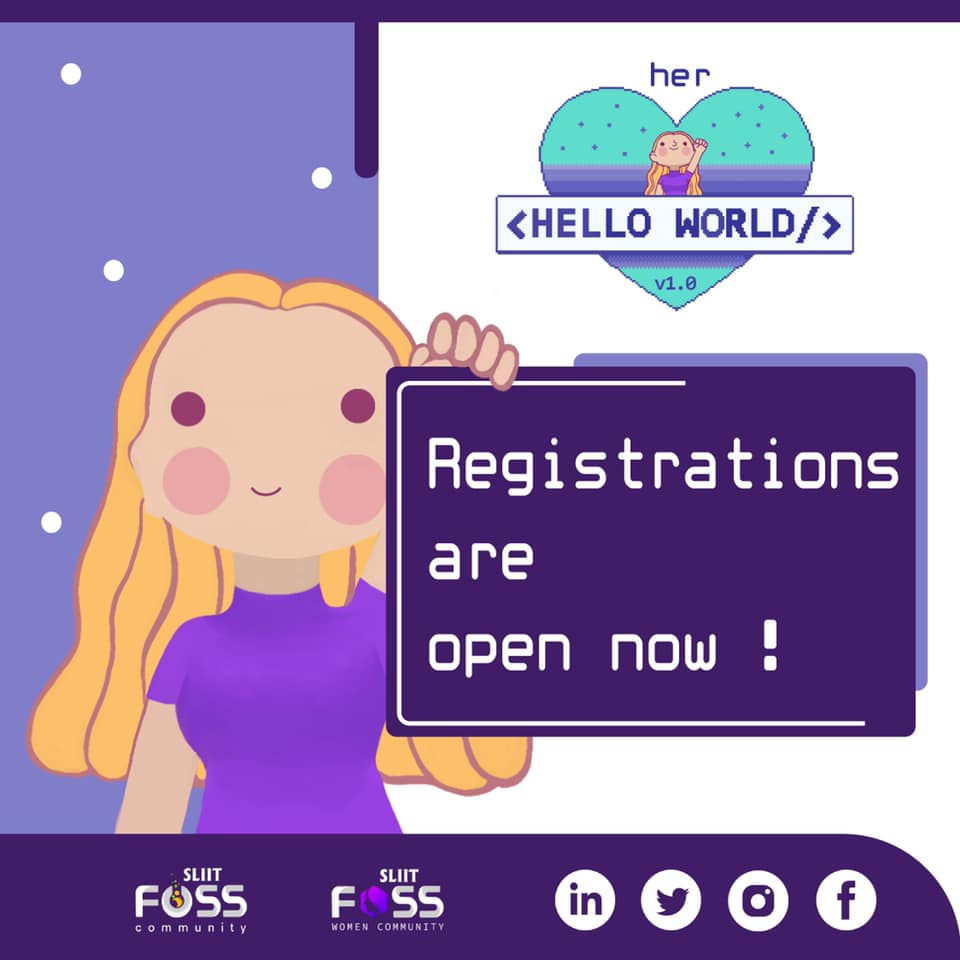 her
<HELLO WORLD/>
v1.0
Registrations
are
open now !
SLIIT
FOSS
community
SLIIT
FOSS
WOMEN COMMUNITY
in
f